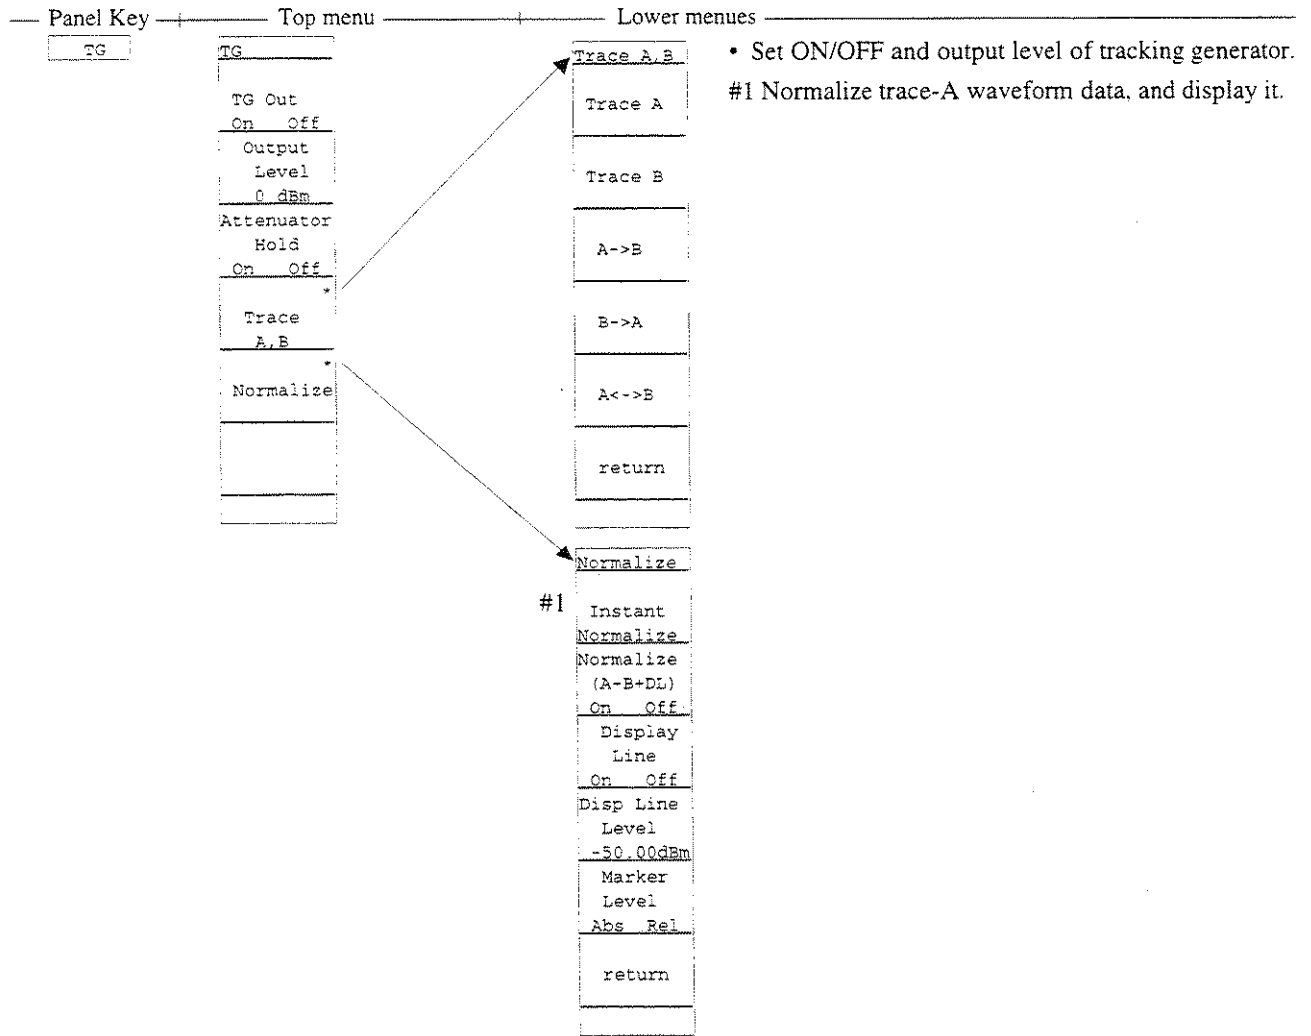 Panel Key
Top menu
Lower menues
TG
TG
TG Out
On Off
Output
Level
0 dBm
Attenuator
Hold
On Off
*
Trace
A,B
*
Normalize
Trace A,B
Trace A
Trace B
A->B
B->A
A<->B
return
Normalize
#1
Instant
Normalize
Normalize
(A-B+DL)
On Off
Display
Line
On Off
Disp Line
Level
-50.00dBm
Marker
Level
Abs Rel
return
• Set ON/OFF and output level of tracking generator.
#1 Normalize trace-A waveform data, and display it.